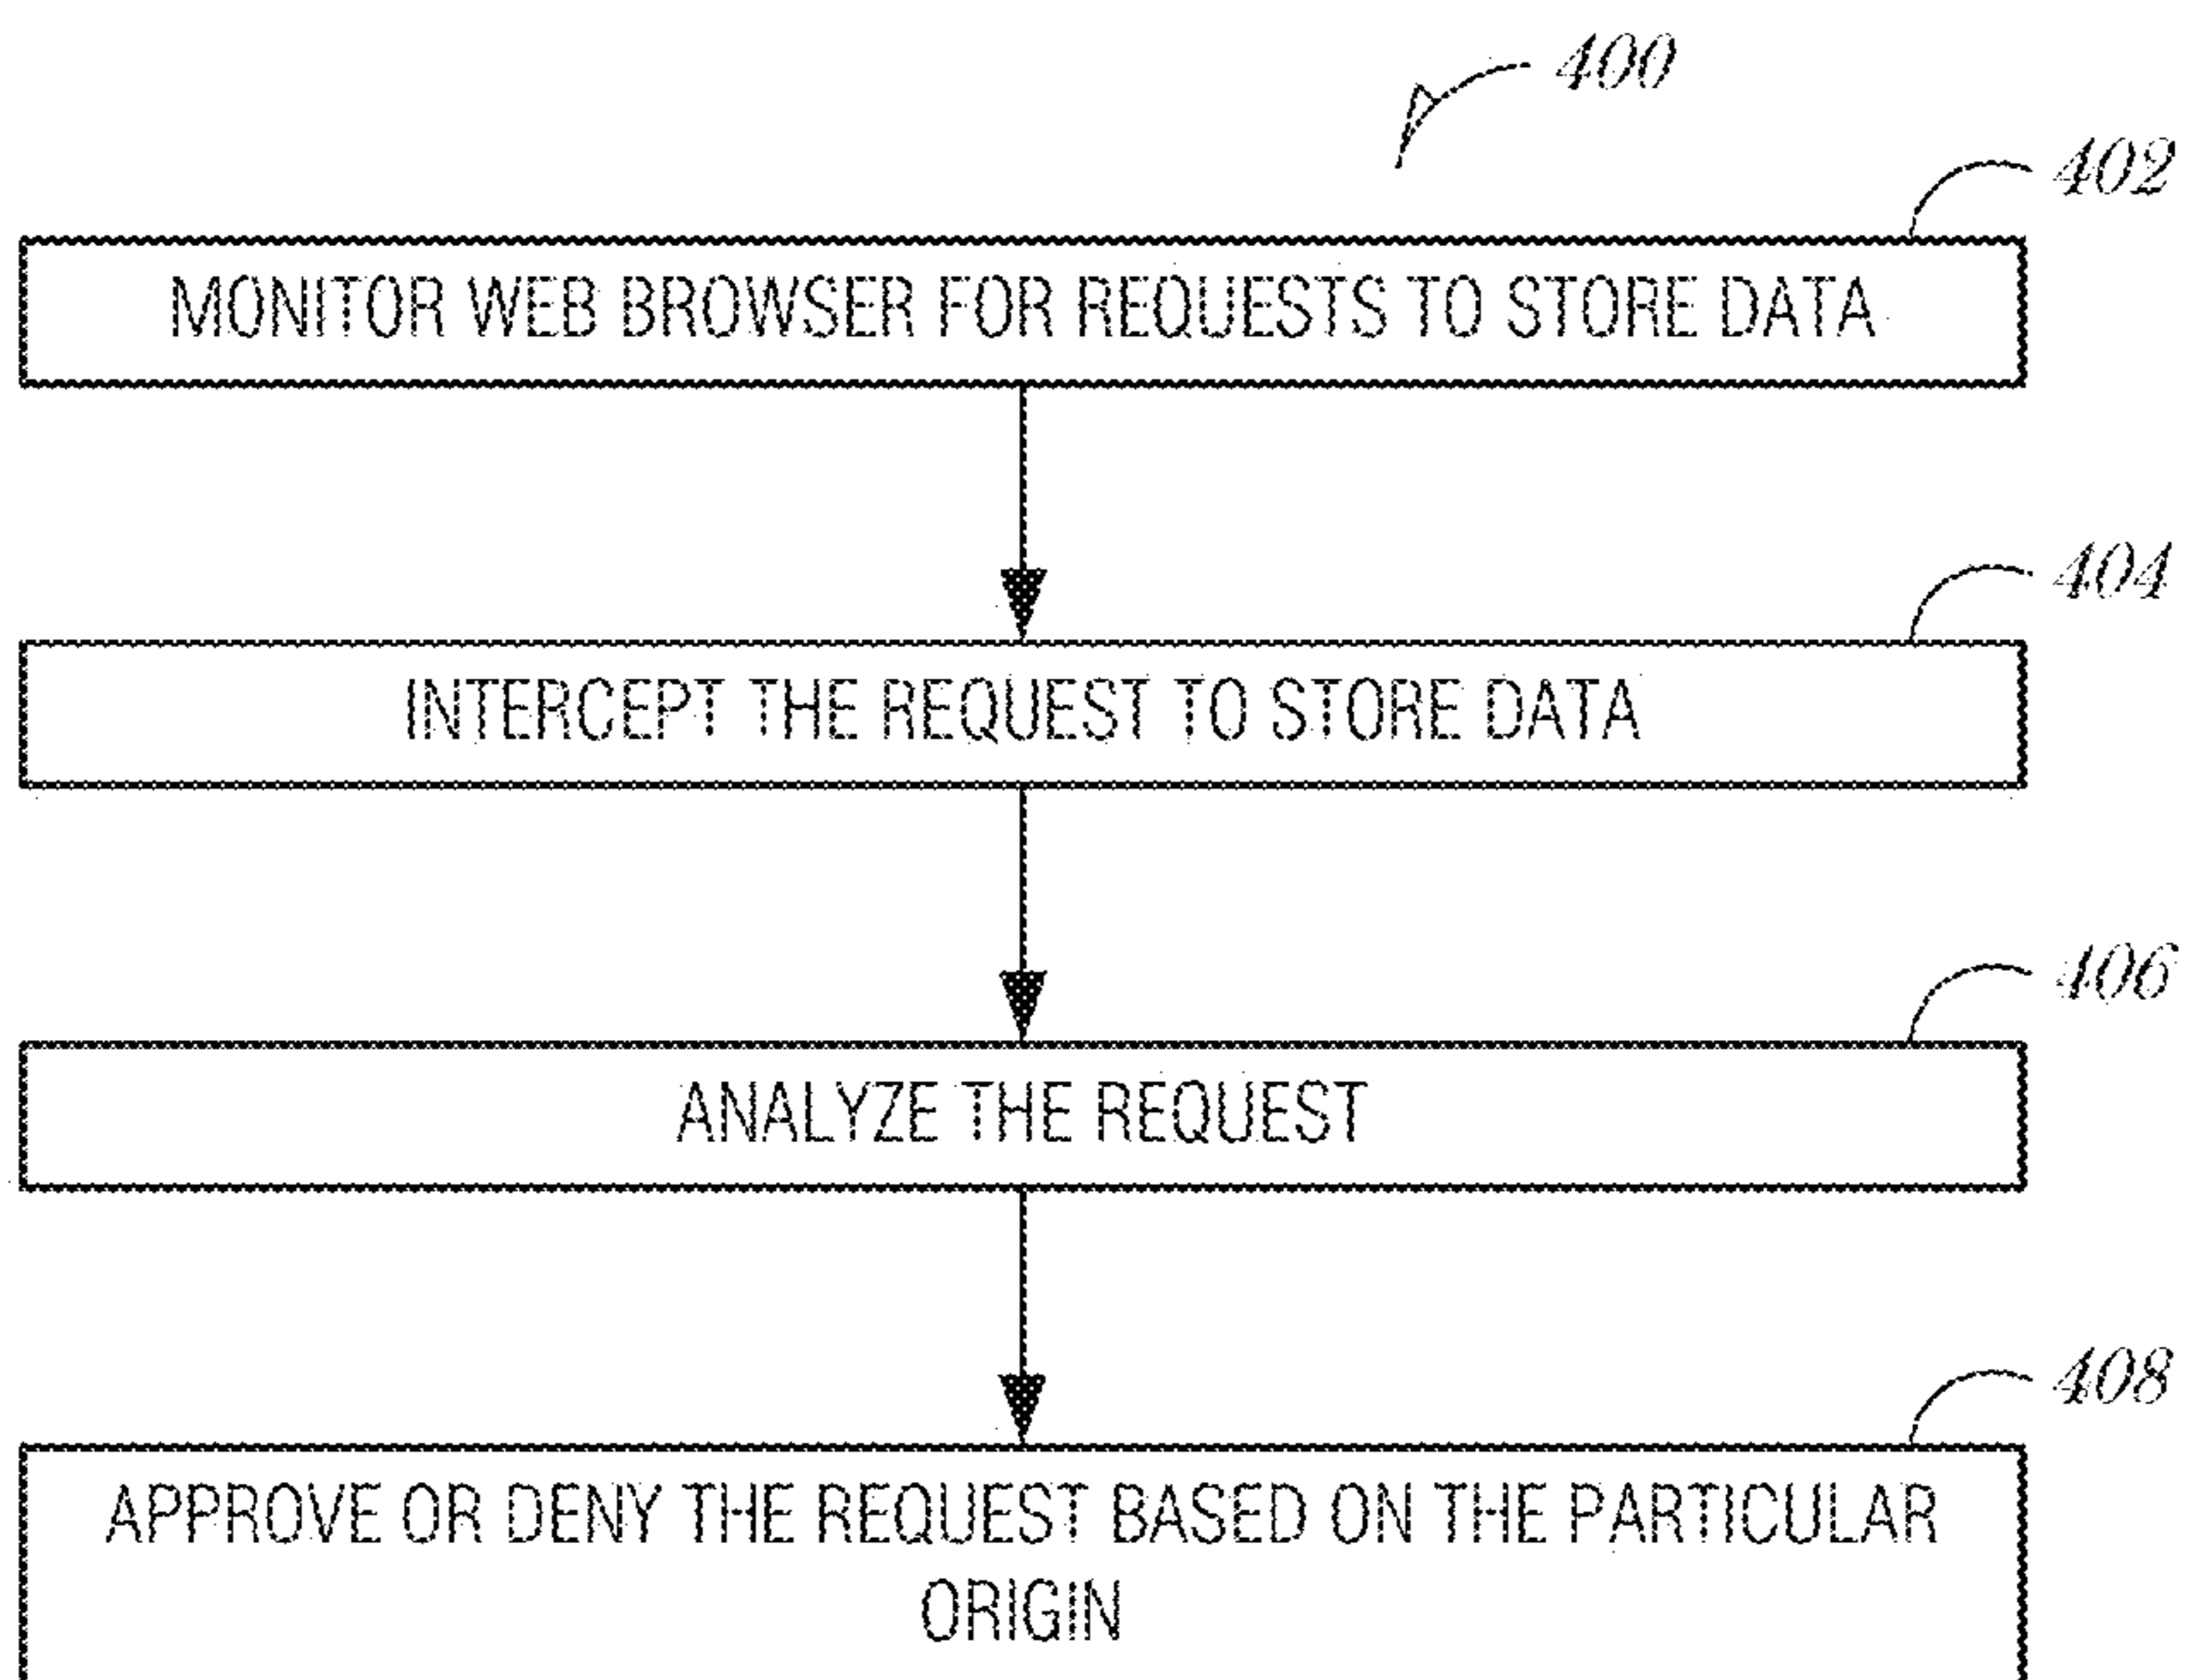 400
402
MONITOR WEB BROWSER FOR REQUESTS TO STORE DATA
404
INTERCEPT THE REQUEST TO STORE DATA
406
ANALYZE THE REQUEST
408
APPROVE OR DENY THE REQUEST BASED ON THE PARTICULAR
ORIGIN